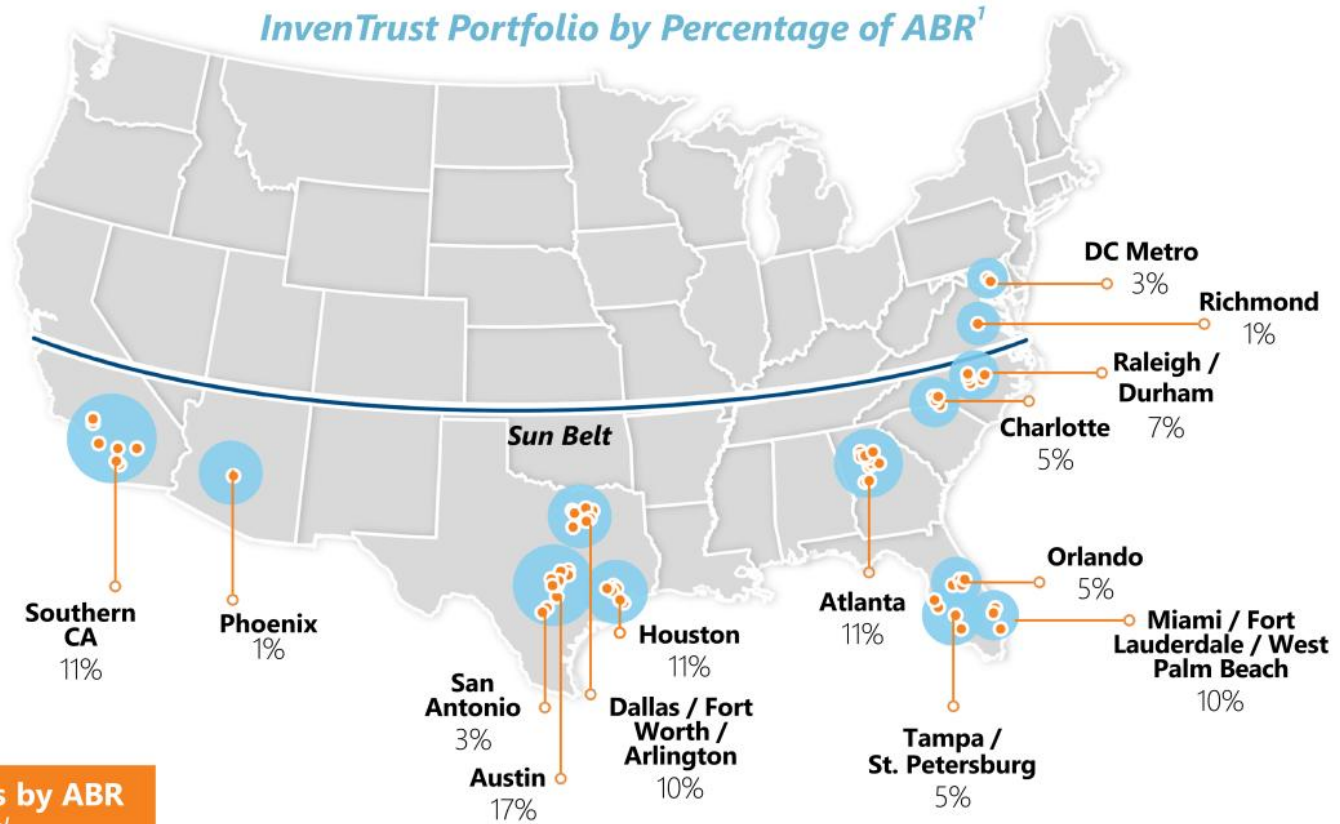 InvenTrust Portfolio by Percentage of ABR¹
DC Metro
3%
Richmond
1%
Raleigh /
Durham
7%
Charlotte
5%
Sun Belt
Southern
CA
11%
Phoenix
1%
San
Antonio
3%
Austin
17%
Dallas / Fort
Worth /
Arlington
10%
Houston
11%
Atlanta
11%
Orlando
5%
Miami / Fort
Lauderdale / West
Palm Beach
10%
Tampa /
St. Petersburg
5%
by ABR